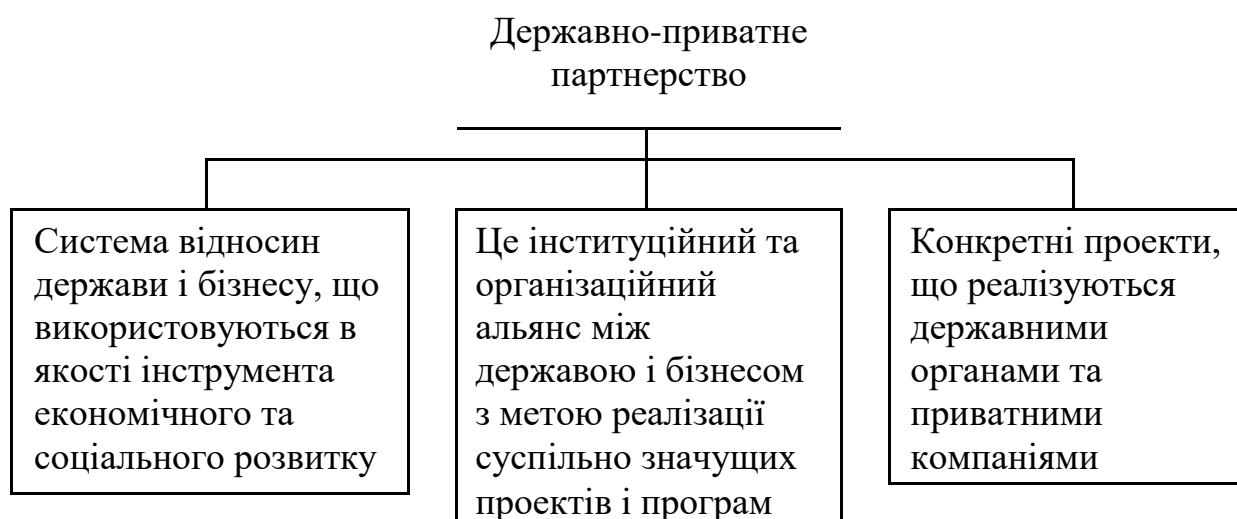 Державно-приватне
партнерство
Система відносин
держави і бізнесу, що
використовуються в
якості інструмента
економічного та
соціального розвитку
Це інституційний та
організаційний
альянс між
державою і бізнесом
з метою реалізації
суспільно значущих
проектів і програм
Конкретні проекти,
що реалізуються
державними
органами та
приватними
компаніями